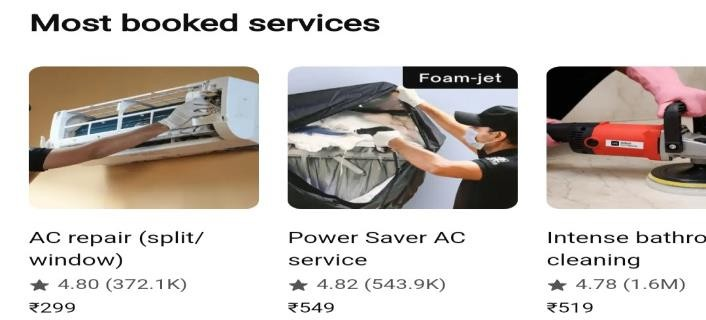 Most booked services
Foam-jet
AC repair (split/
window)
4.80 (372.1K)
₹299
Power Saver AC
service
4.82 (543.9K)
₹549
Intense bathro
cleaning
4.78 (1.6M)
₹519